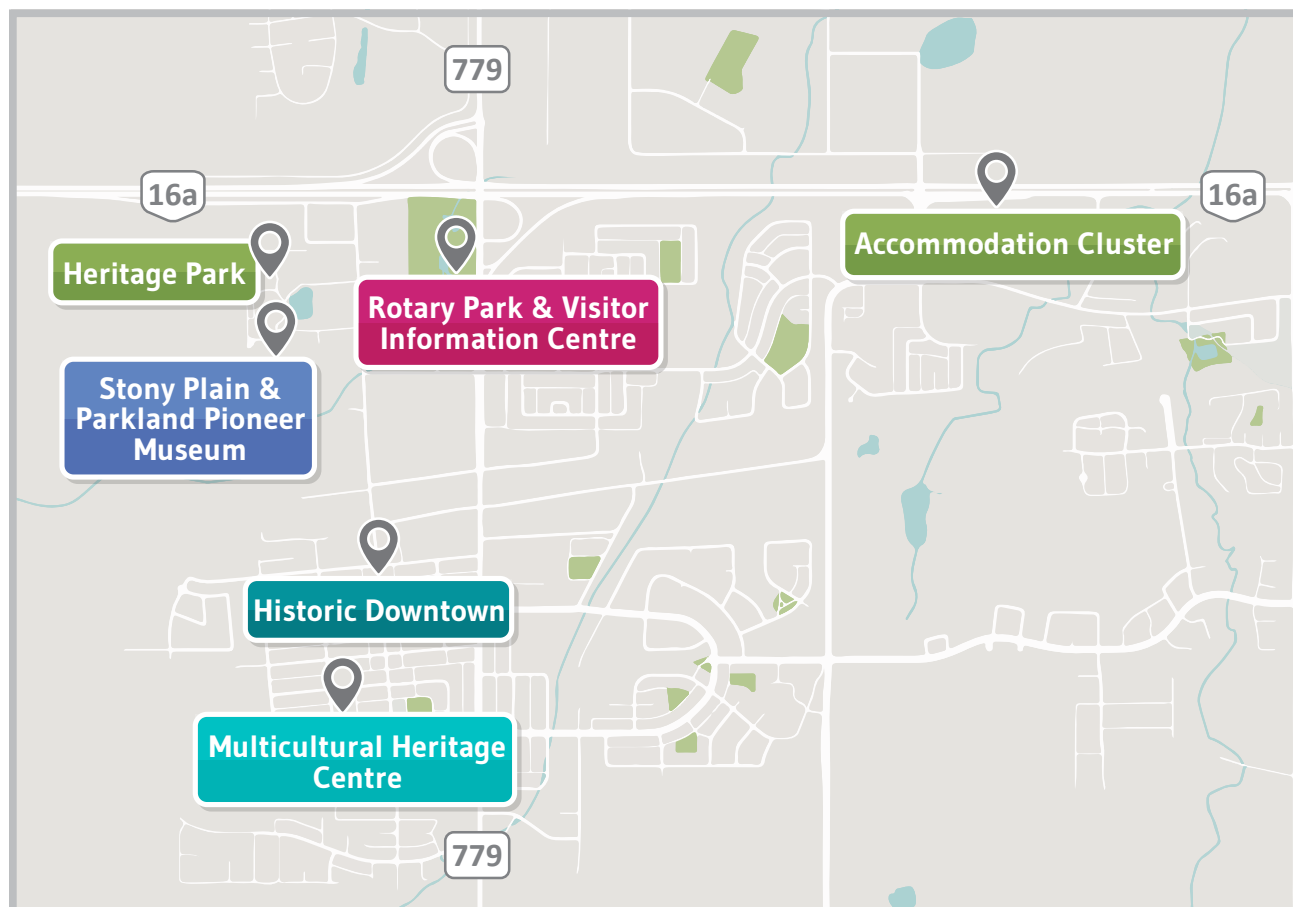 779
16a
16a
Heritage Park
Accommodation Cluster
Rotary Park & Visitor
Information Centre
Stony Plain &
Parkland Pioneer
Museum
Historic Downtown
Multicultural Heritage
Centre
779